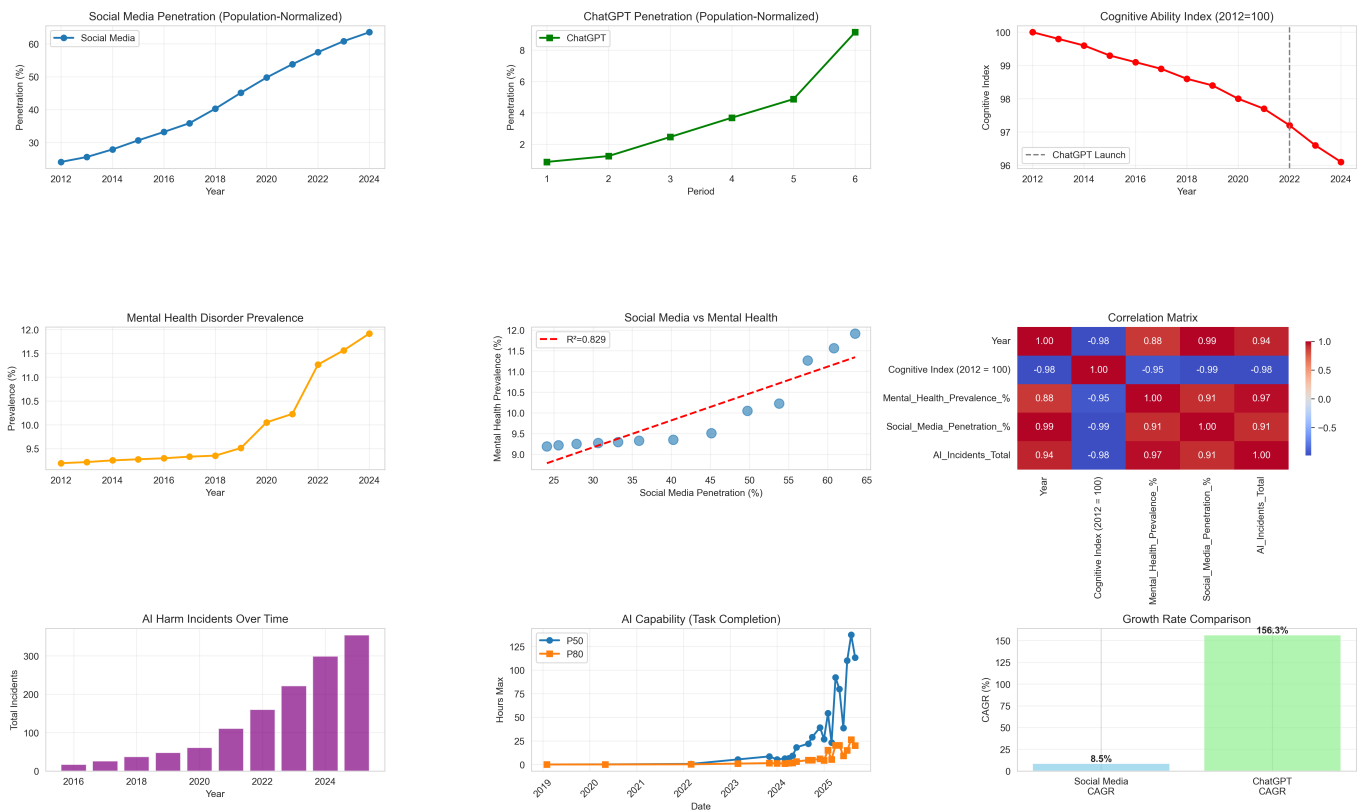 Social Media Penetration (Population-Normalized)
Social Media
Penetration (%)
60
50
40
30
2012 2014 2016 2018 2020 2022 2024
Year
ChatGPT Penetration (Population-Normalized)
ChatGPT
Penetration (%)
8
6
4
2
1 2 3 4 5 6
Period
Cognitive Ability Index (2012=100)
Cognitive Index
100
99
98
97
96
ChatGPT Launch
2012 2014 2016 2018 2020 2022 2024
Year
Mental Health Disorder Prevalence
Prevalence (%)
12.0
11.5
11.0
10.5
10.0
9.5
2012 2014 2016 2018 2020 2022 2024
Year
Social Media vs Mental Health
R²=0.829
Mental Health Prevalence (%)
12.0
11.5
11.0
10.5
10.0
9.5
9.0
25 30 35 40 45 50 55 60 65
Social Media Penetration (%)
Correlation Matrix
Year 1.00 -0.98 0.88 0.99 0.94
Cognitive Index (2012 = 100) -0.98 1.00 -0.95 -0.99 -0.98
Mental_Health_Prevalence_% 0.88 -0.95 1.00 0.91 0.97
Social_Media_Penetration_% 0.99 -0.99 0.91 1.00 0.91
AI_Incidents_Total 0.94 -0.98 0.97 0.91 1.00
Year
Cognitive Index (2012 = 100)
Mental_Health_Prevalence_%
Social_Media_Penetration_%
AI_Incidents_Total
1.0
0.5
0.0
−0.5
AI Harm Incidents Over Time
Total Incidents
300
200
100
0
2016 2018 2020 2022 2024
Year
AI Capability (Task Completion)
P50
P80
Hours Max
125
100
75
50
25
0
2019 2020 2021 2022 2023 2024 2025
Date
Growth Rate Comparison
CAGR (%)
150
125
100
75
50
25
0
8.5%
156.3%
Social Media
CAGR
ChatGPT
CAGR